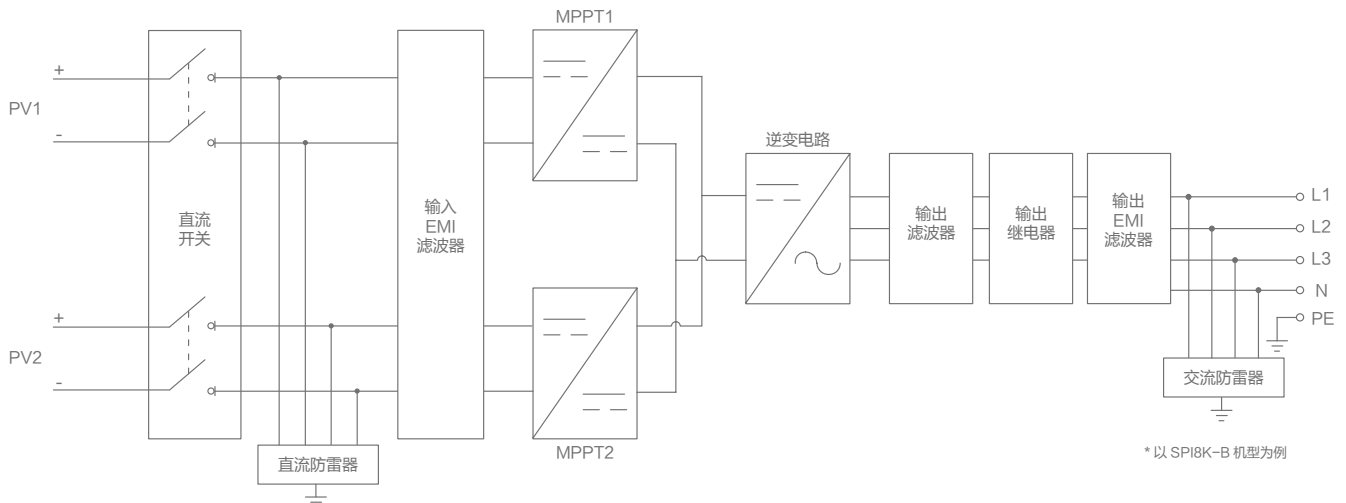 MPPT1
+
PV1
-
直流
开关
输入
EMI
滤波器
逆变电路
输出
滤波器
输出
继电器
输出
EMI
滤波器
L1
L2
L3
N
PE
+
PV2
-
直流防雷器
MPPT2
交流防雷器
* 以 SPI8K-B 机型为例